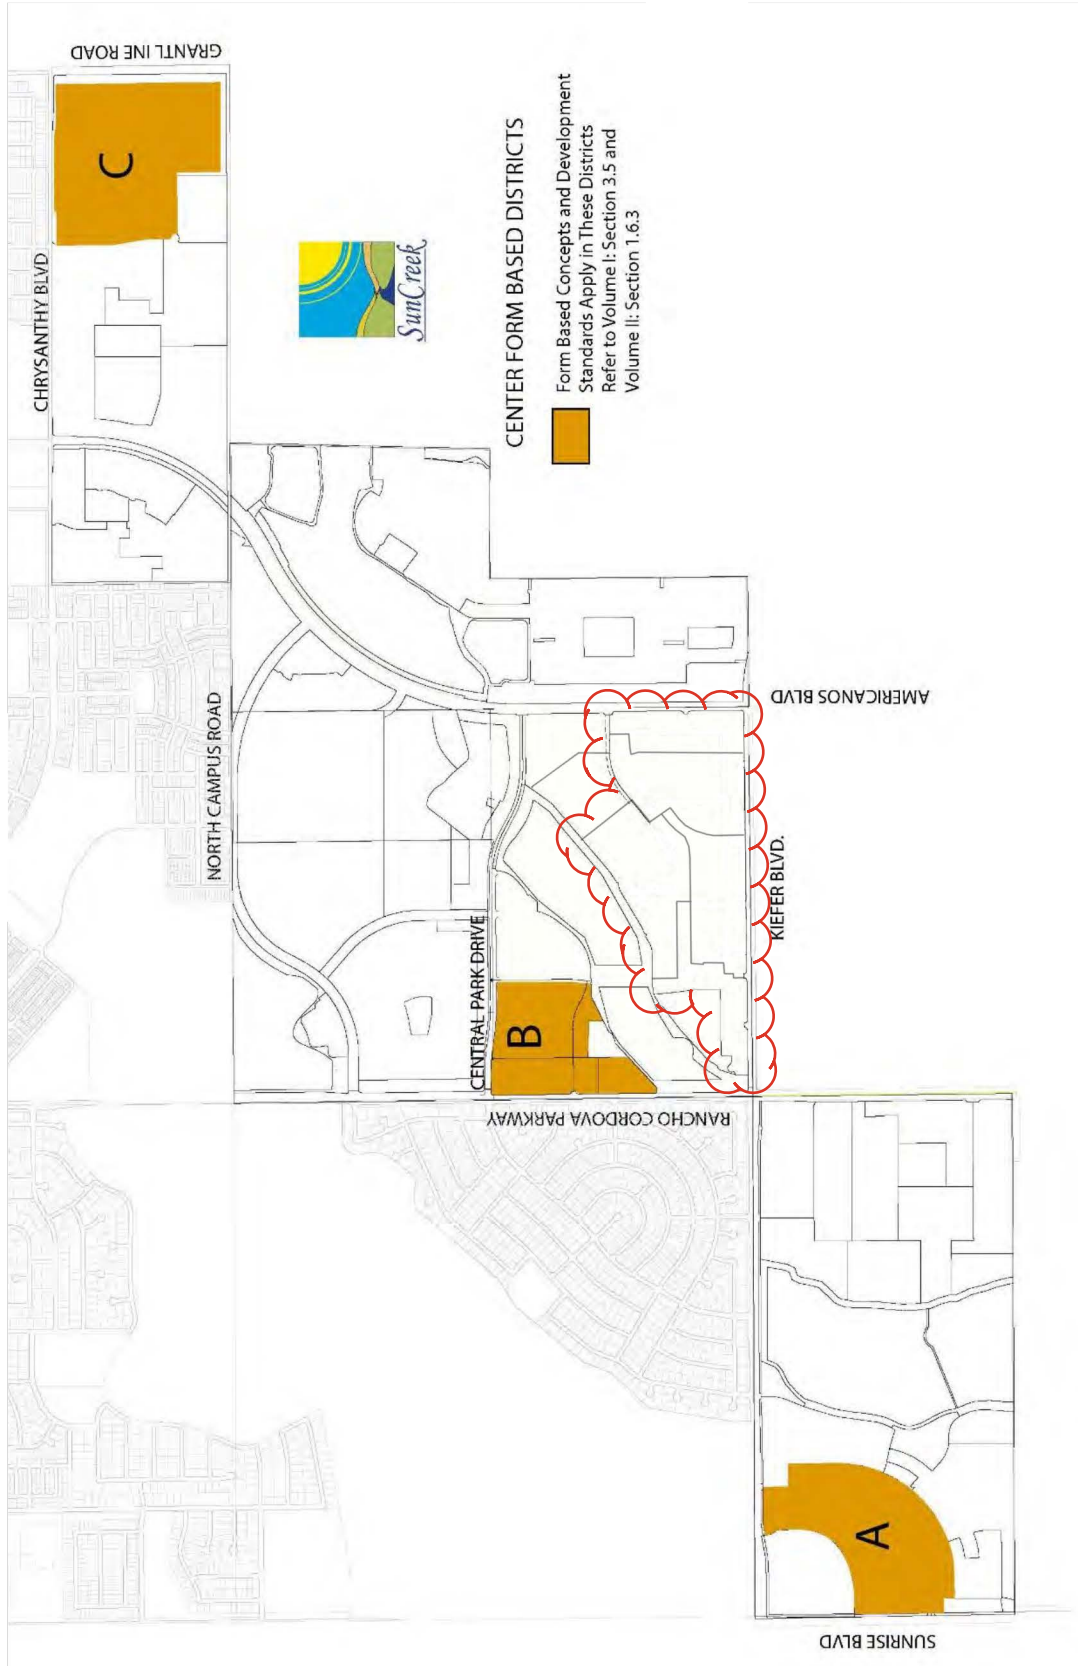 GRANTLINE ROAD
C
CHRYSANTHY BLVD
SunCreek
CENTER FORM BASED DISTRICTS
Form Based Concepts and Development
Standards Apply in These Districts
Refer to Volume I: Section 3.5 and
Volume II: Section 1.6.3
NORTH CAMPUS ROAD
AMERICANOS BLVD
KIEFER BLVD.
CENTRAL PARK DRIVE
B
RANCHO CORDOVA PARKWAY
A
SUNRISE BLVD